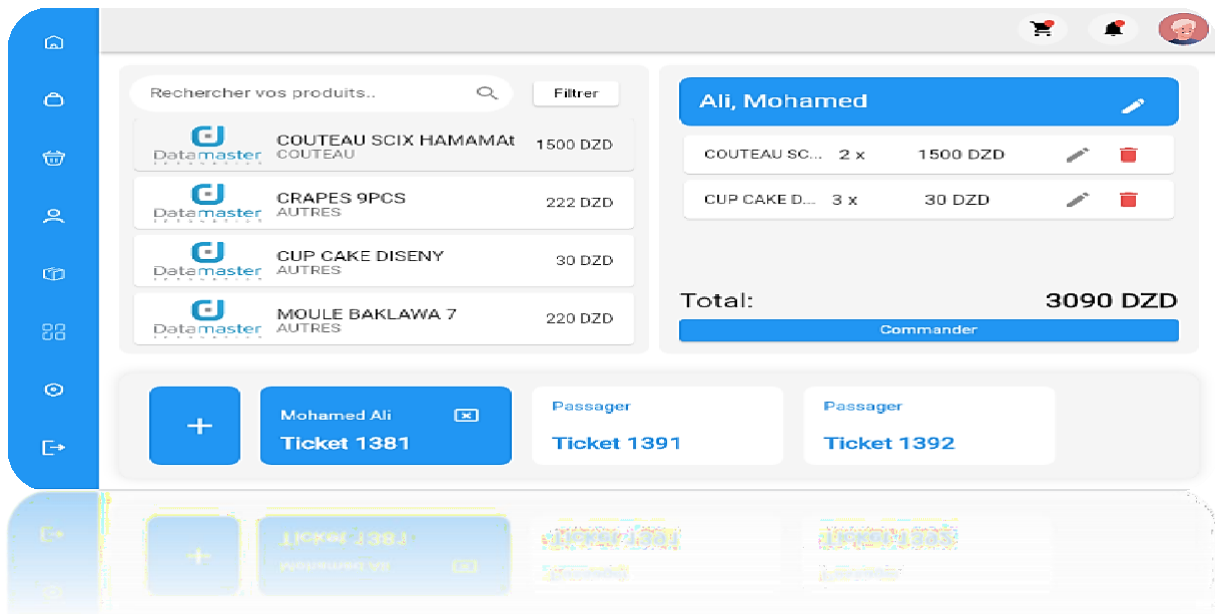 Rechercher vos produits..
Filtrer
Datamaster
COUTEAU SCIX HAMAMAt
COUTEAU
1500 DZD
Datamaster
CRAPES 9PCS
AUTRES
222 DZD
Datamaster
CUP CAKE DISENY
AUTRES
30 DZD
Datamaster
MOULE BAKLAWA 7
AUTRES
220 DZD
Ali, Mohamed
COUTEAU SC... 2 x 1500 DZD
CUP CAKE D... 3 x 30 DZD
Total: 3090 DZD
Commander
+
Mohamed Ali
Ticket 1381
Passager
Ticket 1391
Passager
Ticket 1392